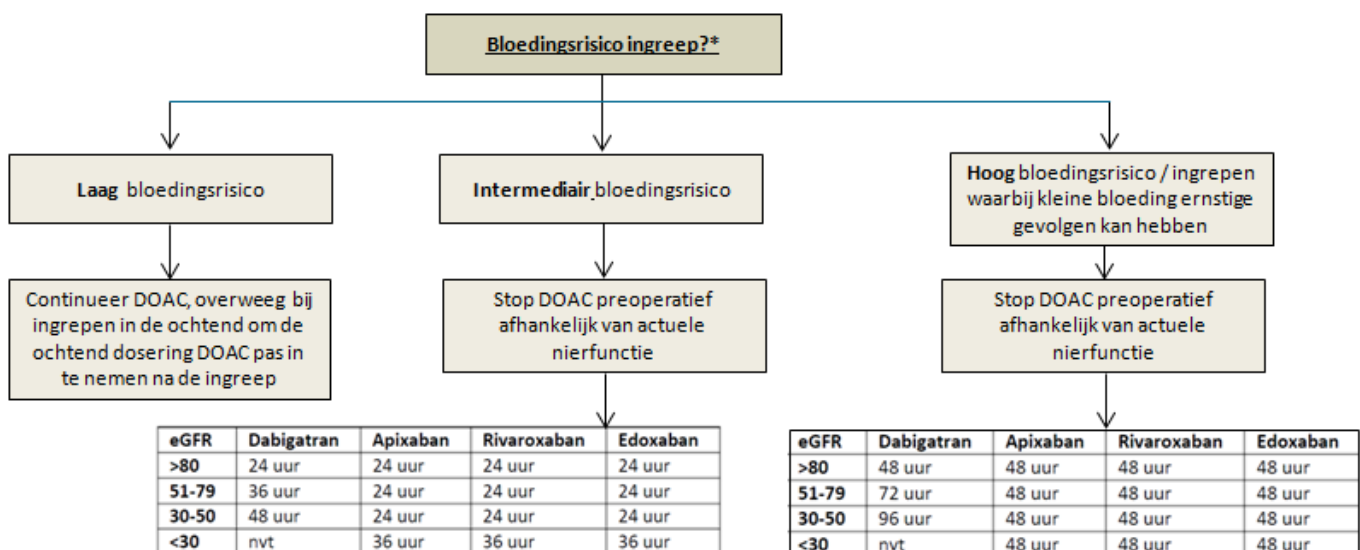 Bloedingsrisico ingreep?*
Laag bloedingsrisico
Continueer DOAC, overweeg bij
ingrepen in de ochtend om de
ochtend dosering DOAC pas in
te nemen na de ingreep
Intermediair bloedingsrisico
Stop DOAC preoperatief
afhankelijk van actuele
nierfunctie
eGFR Dabigatran Apixaban Rivaroxaban Edoxaban
>80 24 uur 24 uur 24 uur 24 uur
51-79 36 uur 24 uur 24 uur 24 uur
30-50 48 uur 24 uur 24 uur 24 uur
<30 nvt 36 uur 36 uur 36 uur
Hoog bloedingsrisico / ingrepen
waarbij kleine bloeding ernstige
gevolgen kan hebben
Stop DOAC preoperatief
afhankelijk van actuele
nierfunctie
eGFR Dabigatran Apixaban Rivaroxaban Edoxaban
>80 48 uur 48 uur 48 uur 48 uur
51-79 72 uur 48 uur 48 uur 48 uur
30-50 96 uur 48 uur 48 uur 48 uur
<30 nvt 48 uur 48 uur 48 uur